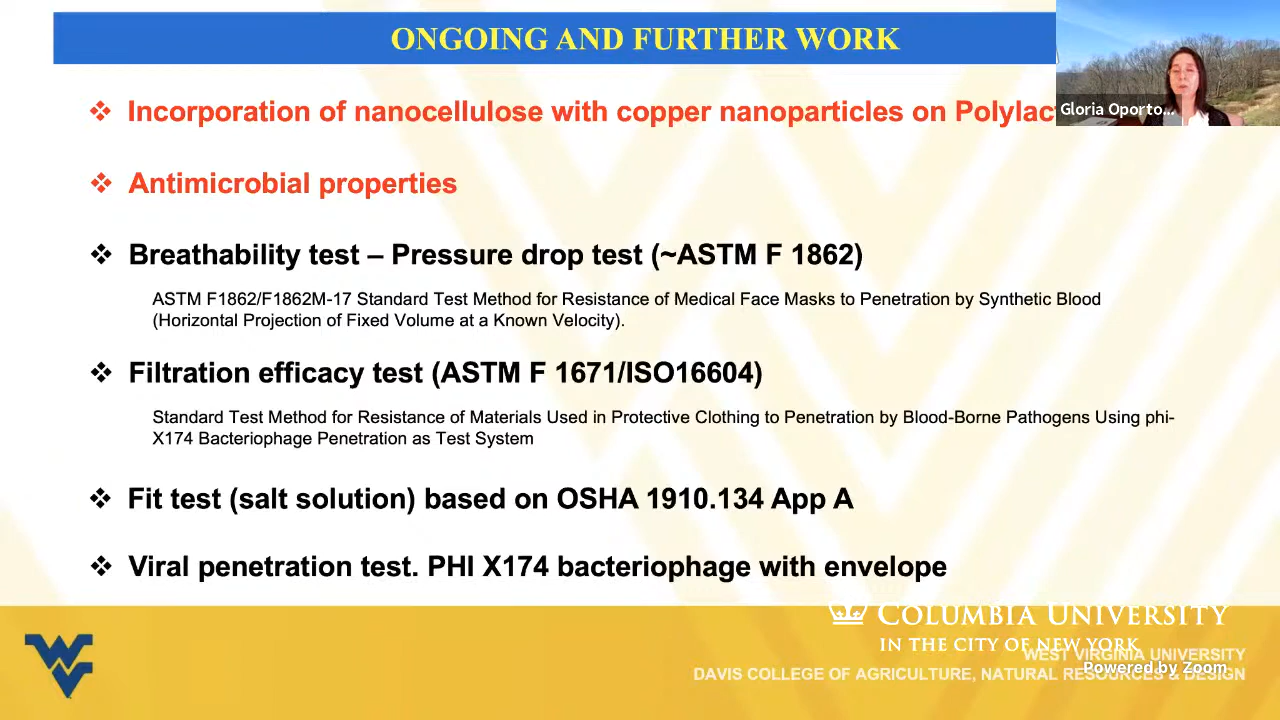 ONGOING AND FURTHER WORK
Incorporation of nanocellulose with copper nanoparticles on Polylac
Gloria Oporto...
Antimicrobial properties
Breathability test – Pressure drop test (~ASTM F 1862)
ASTM F1862/F1862M-17 Standard Test Method for Resistance of Medical Face Masks to Penetration by Synthetic Blood
(Horizontal Projection of Fixed Volume at a Known Velocity).
Filtration efficacy test (ASTM F 1671/ISO16604)
Standard Test Method for Resistance of Materials Used in Protective Clothing to Penetration by Blood-Borne Pathogens Using phi-
X174 Bacteriophage Penetration as Test System
Fit test (salt solution) based on OSHA 1910.134 App A
Viral penetration test. PHI X174 bacteriophage with envelope
COLUMBIA UNIVERSITY
IN THE CITY OF NEW YORK
WEST VIRGINIA UNIVERSITY
Powered by Zoom
DAVIS COLLEGE OF AGRICULTURE, NATURAL RESOURCES & DESIGN
WV